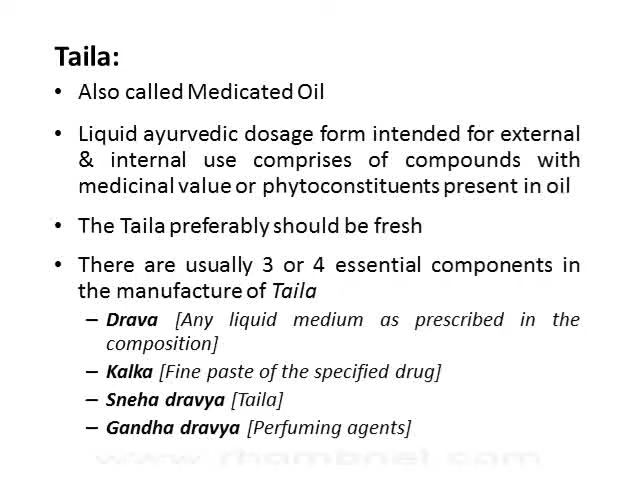 Taila:
• Also called Medicated Oil
• Liquid ayurvedic dosage form intended for external
& internal use comprises of compounds with
medicinal value or phytoconstituents present in oil
• The Taila preferably should be fresh
• There are usually 3 or 4 essential components in
the manufacture of Taila
– Drava [Any liquid medium as prescribed in the
composition]
– Kalka [Fine paste of the specified drug]
– Sneha dravya [Taila]
– Gandha dravya [Perfuming agents]